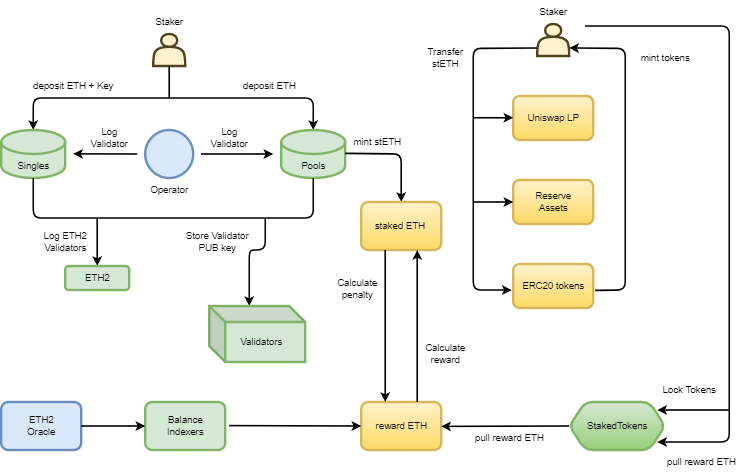 Staker
Staker
Transfer
stETH
mint tokens
deposit ETH + Key
deposit ETH
Uniswap LP
Log
Validator
Log
Validator
mint stETH
Singles
Pools
Operator
Reserve
Assets
staked ETH
Log ETH2
Validators
Store Validator
PUB key
ETH2
Calculate
penalty
ERC20 tokens
Validators
Calculate
reward
Lock Tokens
ETH2
Oracle
Balance
Indexers
reward ETH
StakedTokens
pull reward ETH
pull reward ETH